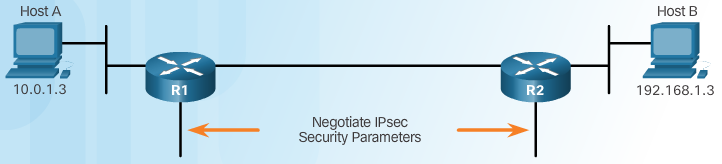 Host A
Host B
10.0.1.3
R1
R2
192.168.1.3
Negotiate IPsec
Security Parameters